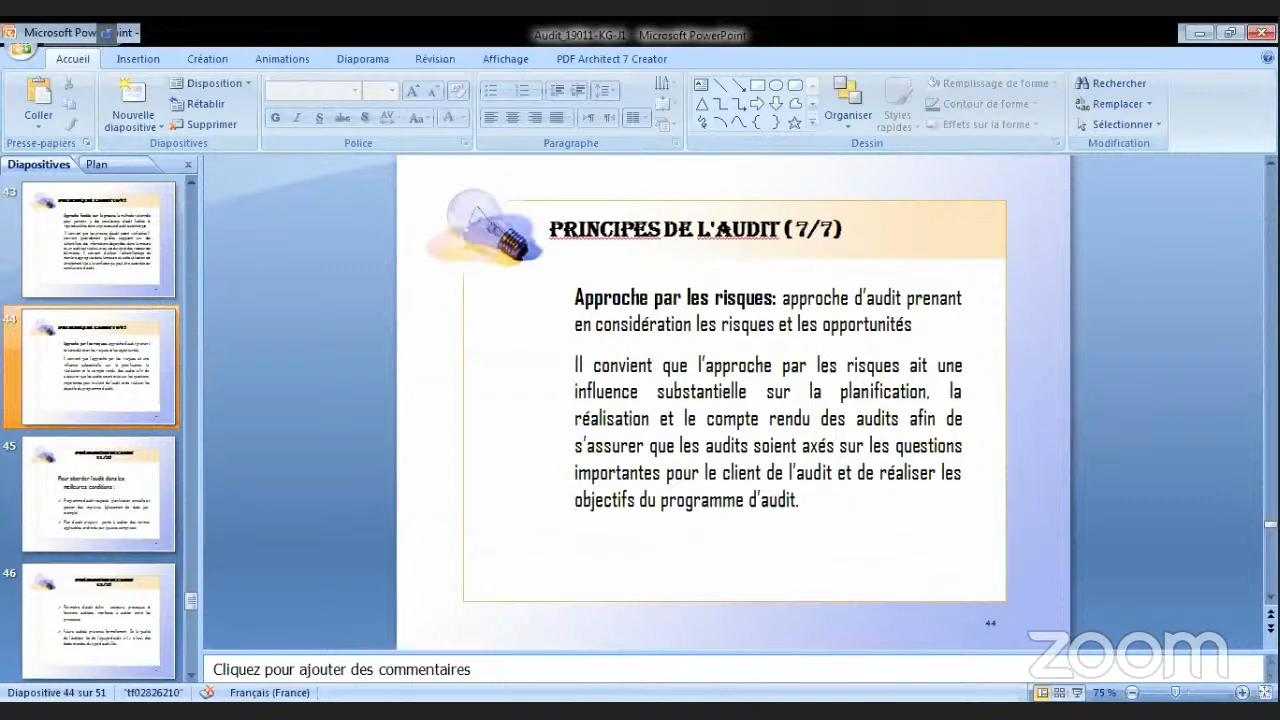 Microsoft PowerPoint -
Microsoft PowerPoint
Accueil Insertion Création Animations Diaporama Révision Affichage PDF Architect 7 Creator
Coller
Nouvelle diapositive
Disposition
Rétablir
Supprimer
Organiser
Styles rapides
Remplissage de forme
Contour de forme
Effets sur la forme
Rechercher
Remplacer
Sélectionner
Presse-papiers Diapositives Police Paragraphe Dessin Modification
Diapositives Plan
43
44
45
Pour aborder l'audit dans les
meilleures conditions :
46
PRINCIPES DE L'AUDIT ( 7/7)
Approche par les risques: approche d'audit prenant
en considération les risques et les opportunités
Il convient que l'approche par les risques ait une
influence substantielle sur la planification, la
réalisation et le compte rendu des audits afin de
s'assurer que les audits soient axés sur les questions
importantes pour le client de l'audit et de réaliser les
objectifs du programme d'audit.
44
zoom
Cliquez pour ajouter des commentaires
Diapositive 44 sur 51 "tf02826210" Français (France) 75 %